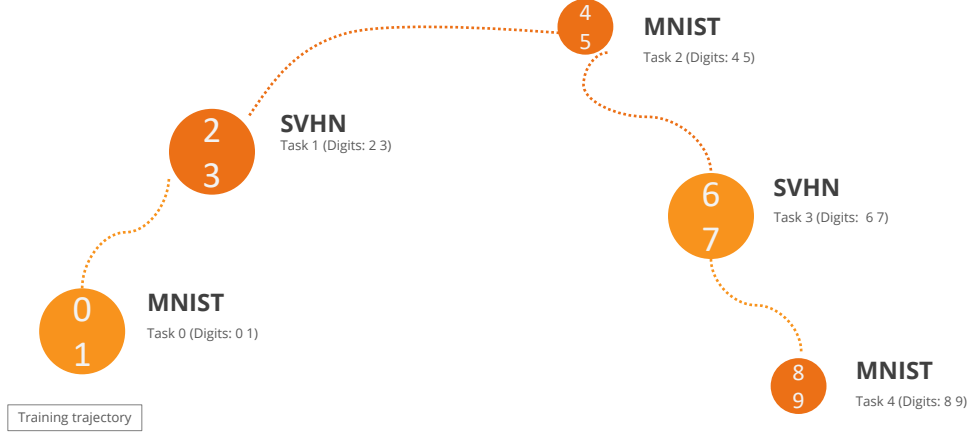 4
5
MNIST
Task 2 (Digits: 4 5)
2
3
SVHN
Task 1 (Digits: 2 3)
6
7
SVHN
Task 3 (Digits:  6 7)
0
1
MNIST
Task 0 (Digits: 0 1)
8
9
MNIST
Task 4 (Digits: 8 9)
Training trajectory